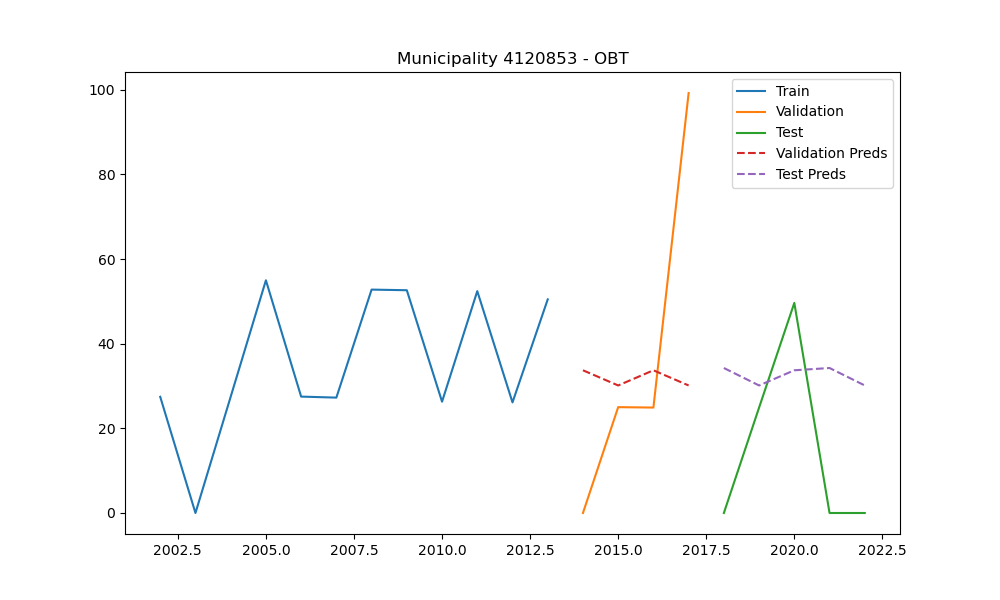 Municipality 4120853 - OBT
Train
Validation
Test
Validation Preds
Test Preds
100
80
60
40
20
0
2002.5 2005.0 2007.5 2010.0 2012.5 2015.0 2017.5 2020.0 2022.5